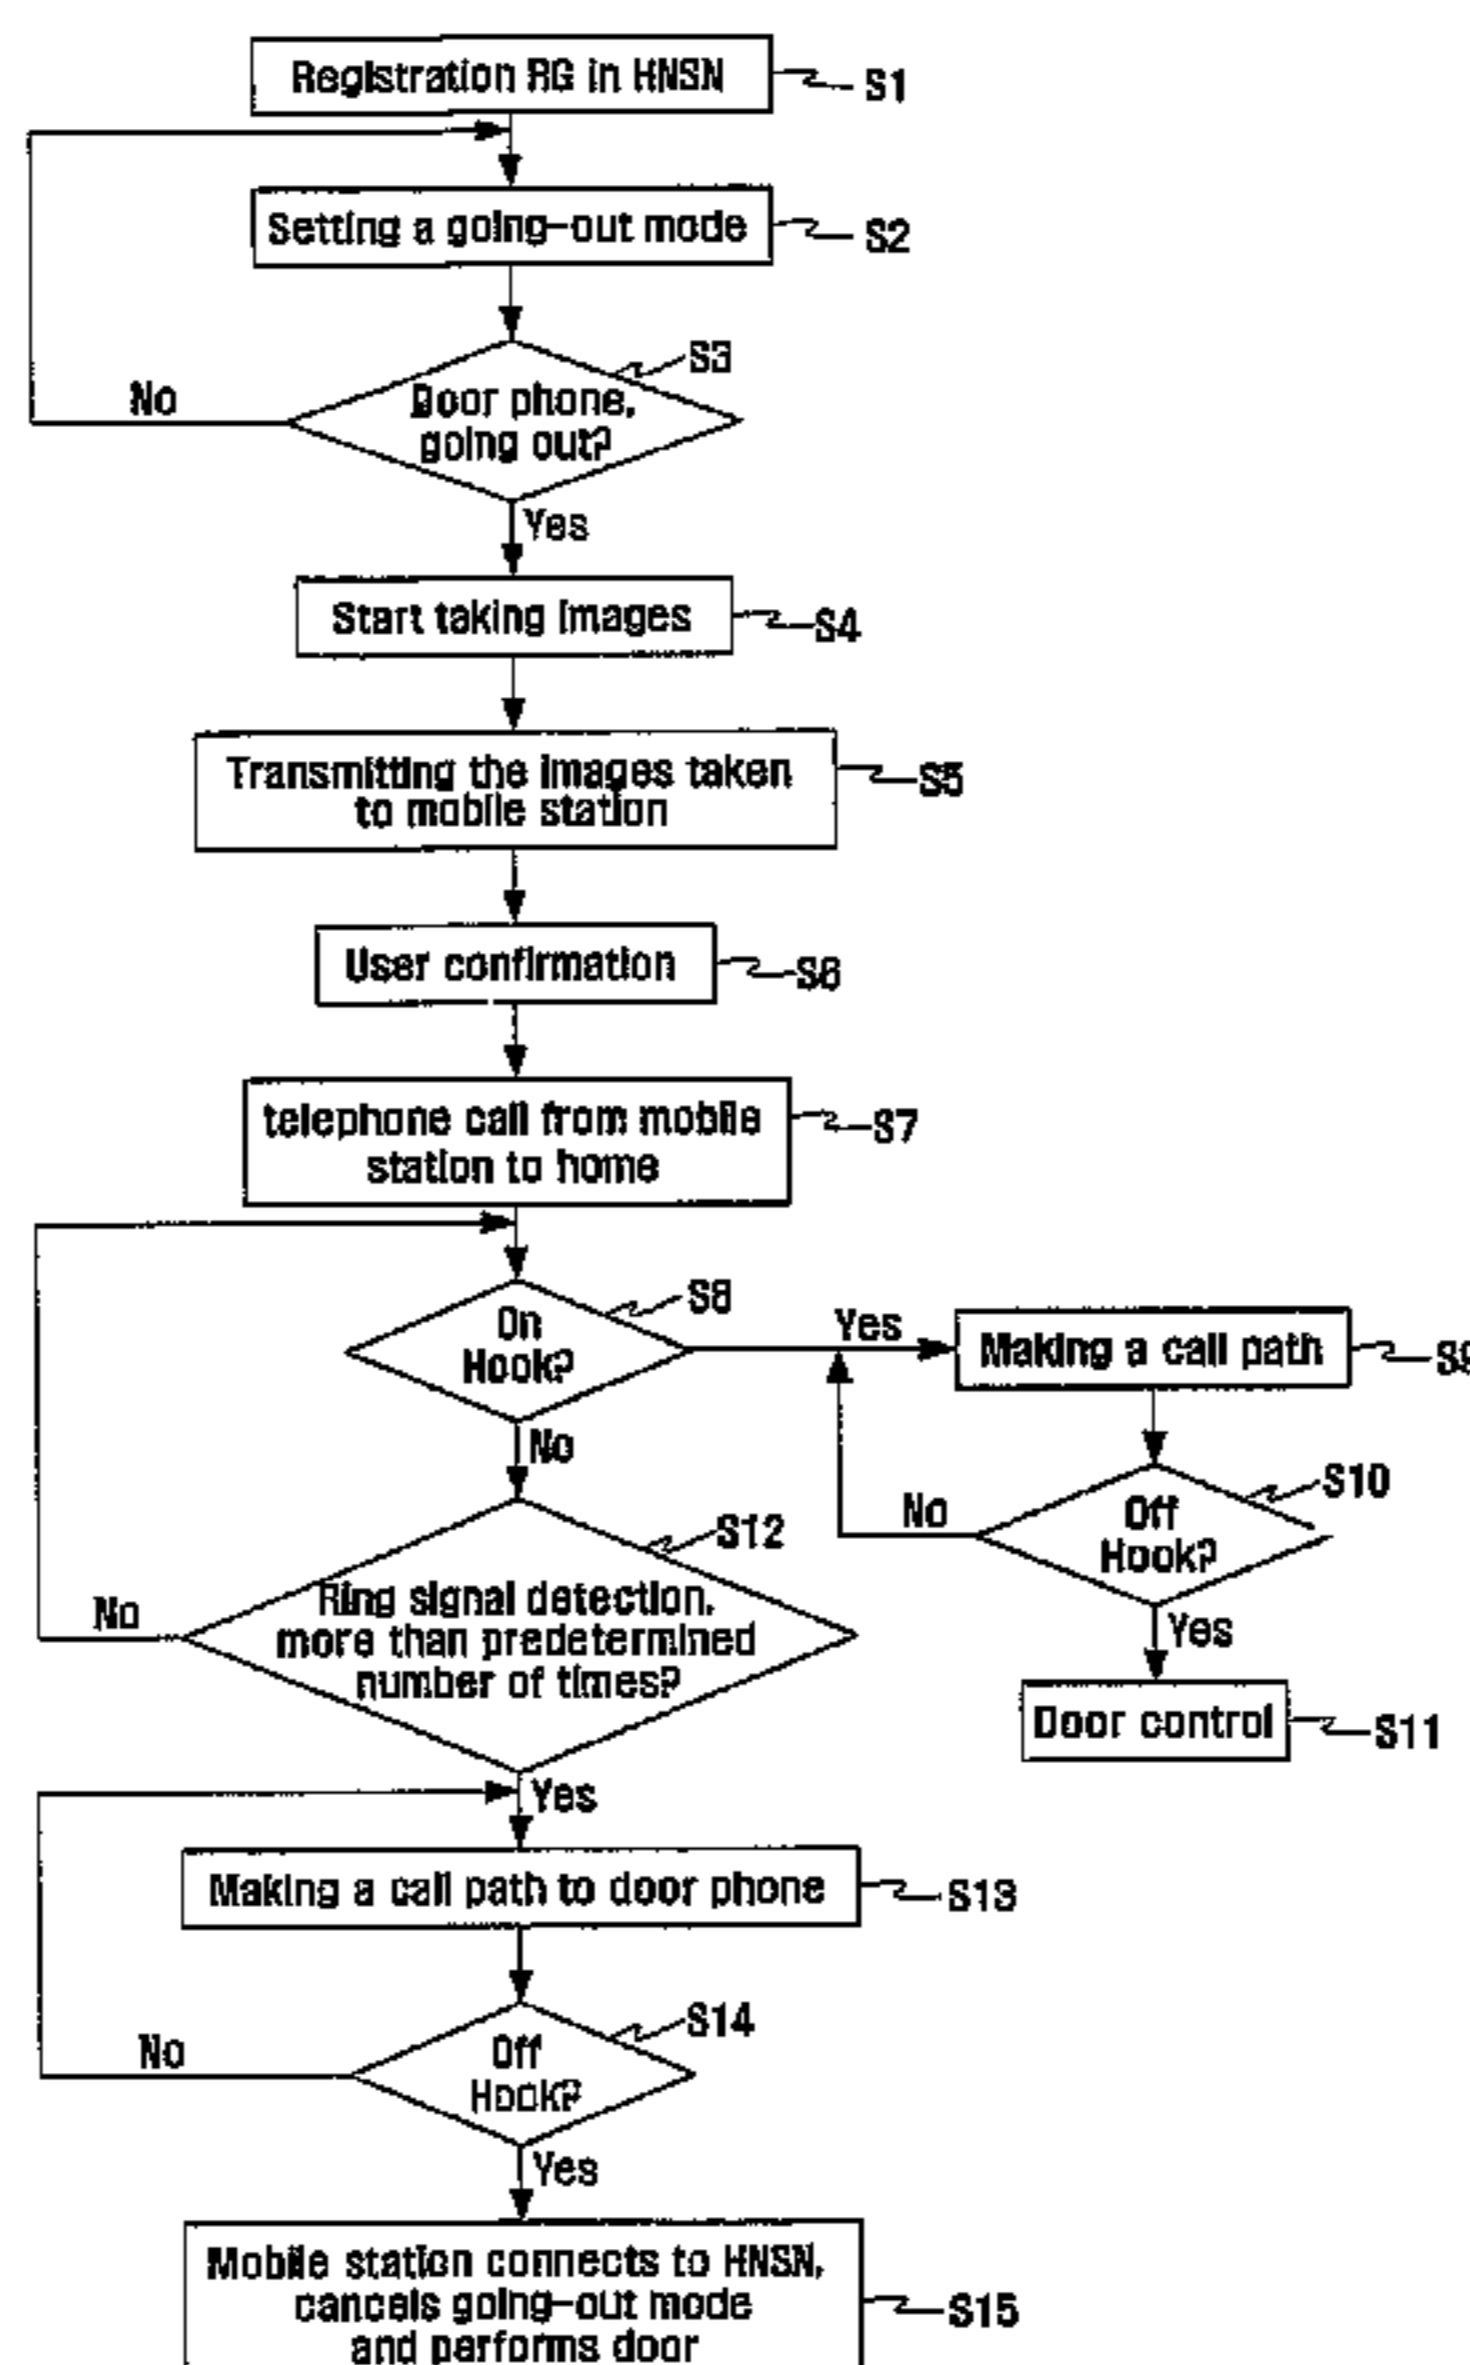 Registration RG in HNSN
S1
Setting a going-out mode
S2
S3
Door phone,
going out?
No
Yes
Start taking images
S4
Transmitting the images taken
to mobile station
S5
User confirmation
S6
telephone call from mobile
station to home
S7
On
Hook?
S8
Yes
Making a call path
S9
No
Off
Hook?
S10
No
Yes
Door control
S11
Ring signal detection,
more than predetermined
number of times?
S12
No
Yes
Making a call path to door phone
S13
Off
Hook?
S14
No
Yes
Mobile station connects to HNSN,
cancels going-out mode
and performs door
S15